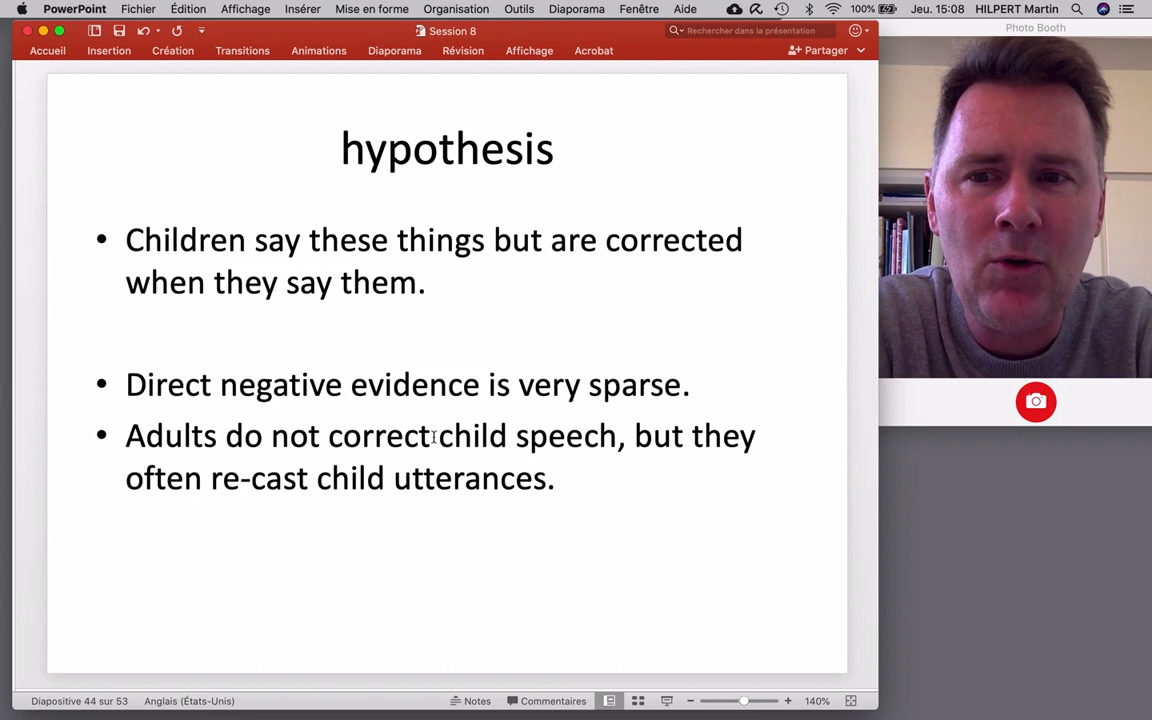 PowerPoint Fichier Édition Affichage Insérer Mise en forme Organisation Outils Diaporama Fenêtre Aide 100% Jeu. 15:08 HILPERT Martin
Session 8
Rechercher dans la présentation
Photo Booth
Accueil Insertion Création Transitions Animations Diaporama Révision Affichage Acrobat Partager
hypothesis
• Children say these things but are corrected
when they say them.
• Direct negative evidence is very sparse.
• Adults do not correct child speech, but they
often re-cast child utterances.
Diapositive 44 sur 53 Anglais (États-Unis) Notes Commentaires 140%